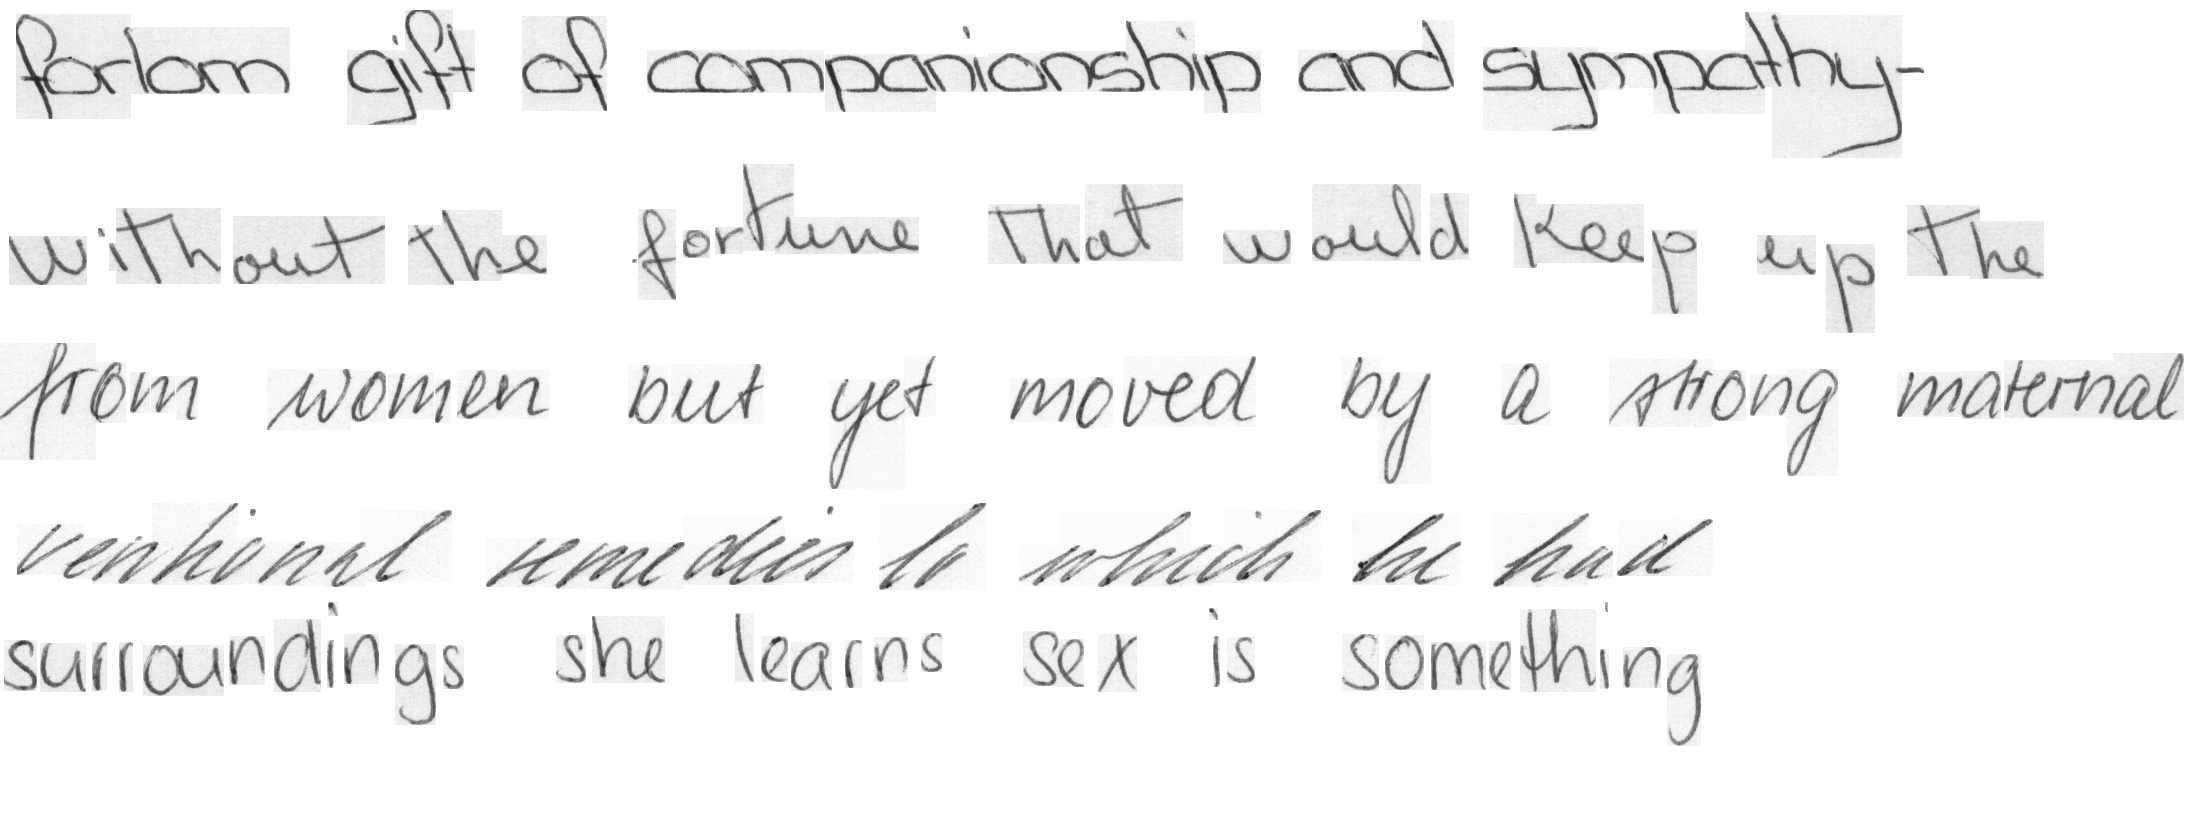 forlorn gift of companionship and sympathy-
without the fortune that would keep up the
from women but yet moved by a strong maternal
ventional remedies to which he had
surroundings she learns sex is something